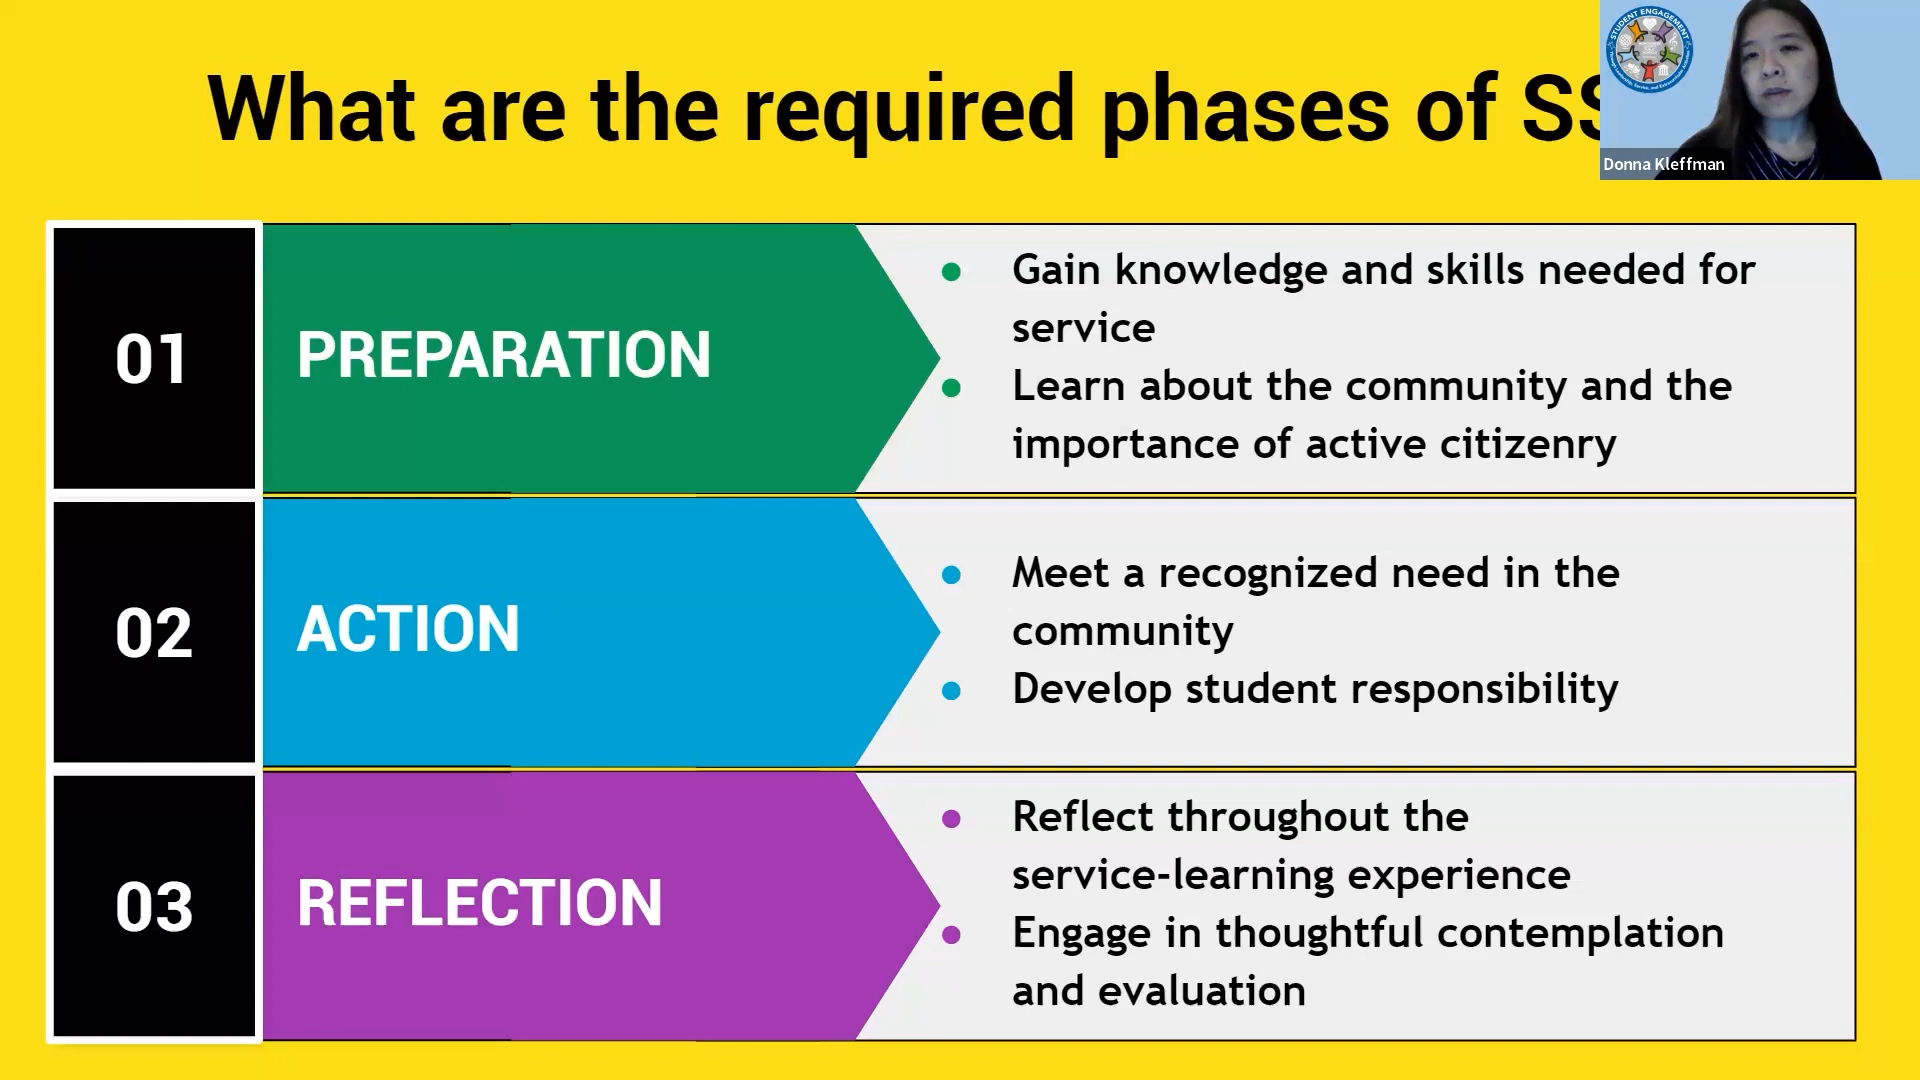 What are the required phases of SS
STUDENT ENGAGEMENT
Donna Kleffman
01
PREPARATION
Gain knowledge and skills needed for
service
Learn about the community and the
importance of active citizenry
02
ACTION
Meet a recognized need in the
community
Develop student responsibility
03
REFLECTION
Reflect throughout the
service-learning experience
Engage in thoughtful contemplation
and evaluation